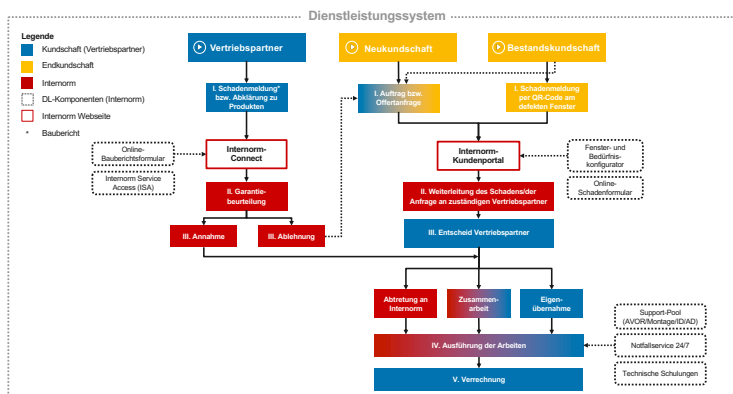 Dienstleistungssystem
Legende
Kundschaft (Vertriebspartner)
Endkundschaft
Internorm
DL-Komponenten (Internorm)
Internorm Webseite
* Baubericht
Vertriebspartner
Neukundschaft
Bestandskundschaft
I. Schadenmeldung*
bzw. Abklärung zu
Produkten
I. Auftrag bzw.
Offertanfrage
I. Schadenmeldung
per QR-Code am
defekten Fenster
Online-
Bauberichtsformular
Internorm Service
Access (ISA)
Internorm-
Connect
Internorm-
Kundenportal
Fenster- und
Bedürfnis-
konfigurator
Online-
Schadenformular
II. Garantie-
beurteilung
II. Weiterleitung des Schadens/der
Anfrage an zuständigen Vertriebspartner
III. Annahme
III. Ablehnung
III. Entscheid Vertriebspartner
Abtretung an
Internorm
Zusammen-
arbeit
Eigen-
übernahme
Support-Pool
(AVOR/Montage/ID/AD)
IV. Ausführung der Arbeiten
Notfallservice 24/7
Technische Schulungen
V. Verrechnung